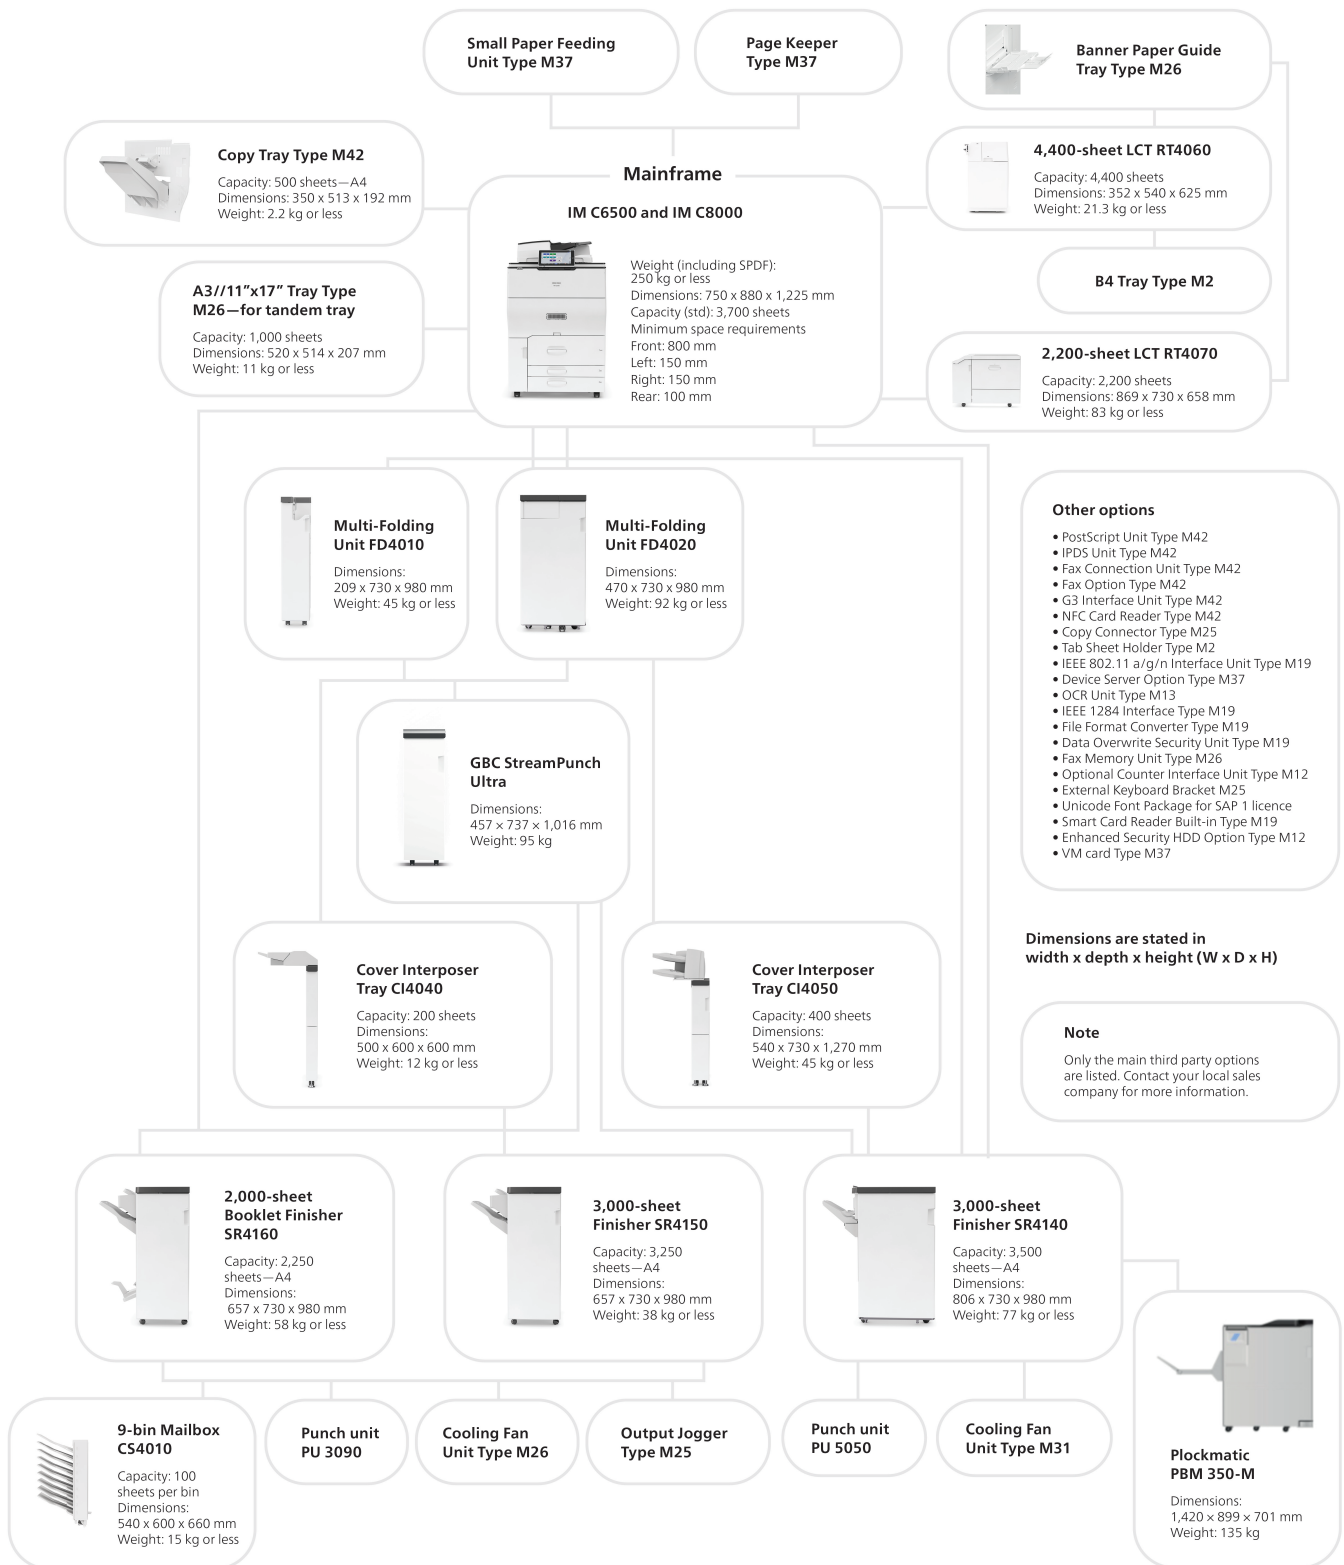 Small Paper Feeding
Unit Type M37
Page Keeper
Type M37
Banner Paper Guide
Tray Type M26
Copy Tray Type M42
Capacity: 500 sheets—A4
Dimensions: 350 x 513 x 192 mm
Weight: 2.2 kg or less
4,400-sheet LCT RT4060
Capacity: 4,400 sheets
Dimensions: 352 x 540 x 625 mm
Weight: 21.3 kg or less
Mainframe
IM C6500 and IM C8000
Weight (including SPDF):
250 kg or less
Dimensions: 750 x 880 x 1,225 mm
Capacity (std): 3,700 sheets
Minimum space requirements
Front: 800 mm
Left: 150 mm
Right: 150 mm
Rear: 100 mm
A3//11”x17” Tray Type
M26—for tandem tray
Capacity: 1,000 sheets
Dimensions: 520 x 514 x 207 mm
Weight: 11 kg or less
B4 Tray Type M2
2,200-sheet LCT RT4070
Capacity: 2,200 sheets
Dimensions: 869 x 730 x 658 mm
Weight: 83 kg or less
Multi-Folding
Unit FD4010
Dimensions:
209 x 730 x 980 mm
Weight: 45 kg or less
Multi-Folding
Unit FD4020
Dimensions:
470 x 730 x 980 mm
Weight: 92 kg or less
Other options
• PostScript Unit Type M42
• IPDS Unit Type M42
• Fax Connection Unit Type M42
• Fax Option Type M42
• G3 Interface Unit Type M42
• NFC Card Reader Type M42
• Copy Connector Type M25
• Tab Sheet Holder Type M2
• IEEE 802.11 a/g/n Interface Unit Type M19
• Device Server Option Type M37
• OCR Unit Type M13
• IEEE 1284 Interface Type M19
• File Format Converter Type M19
• Data Overwrite Security Unit Type M19
• Fax Memory Unit Type M26
• Optional Counter Interface Unit Type M12
• External Keyboard Bracket M25
• Unicode Font Package for SAP 1 licence
• Smart Card Reader Built-in Type M19
• Enhanced Security HDD Option Type M12
• VM card Type M37
GBC StreamPunch
Ultra
Dimensions:
457 × 737 × 1,016 mm
Weight: 95 kg
Cover Interposer
Tray CI4040
Capacity: 200 sheets
Dimensions:
500 x 600 x 600 mm
Weight: 12 kg or less
Cover Interposer
Tray CI4050
Capacity: 400 sheets
Dimensions:
540 x 730 x 1,270 mm
Weight: 45 kg or less
Dimensions are stated in
width x depth x height (W x D x H)
Note
Only the main third party options
are listed. Contact your local sales
company for more information.
2,000-sheet
Booklet Finisher
SR4160
Capacity: 2,250
sheets—A4
Dimensions:
657 x 730 x 980 mm
Weight: 58 kg or less
3,000-sheet
Finisher SR4150
Capacity: 3,250
sheets—A4
Dimensions:
657 x 730 x 980 mm
Weight: 38 kg or less
3,000-sheet
Finisher SR4140
Capacity: 3,500
sheets—A4
Dimensions:
806 x 730 x 980 mm
Weight: 77 kg or less
9-bin Mailbox
CS4010
Capacity: 100
sheets per bin
Dimensions:
540 x 600 x 660 mm
Weight: 15 kg or less
Punch unit
PU 3090
Cooling Fan
Unit Type M26
Output Jogger
Type M25
Punch unit
PU 5050
Cooling Fan
Unit Type M31
Plockmatic
PBM 350-M
Dimensions:
1,420 × 899 × 701 mm
Weight: 135 kg